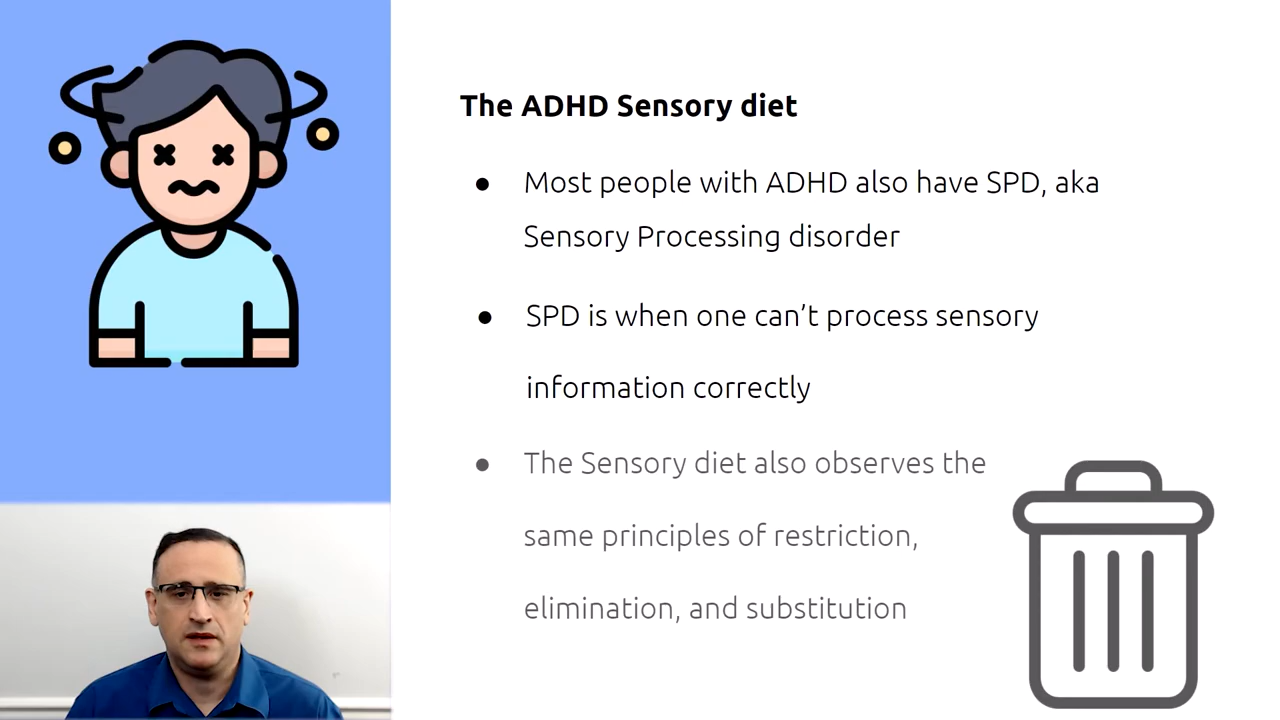 The ADHD Sensory diet
● Most people with ADHD also have SPD, aka
Sensory Processing disorder
● SPD is when one can’t process sensory
information correctly
● The Sensory diet also observes the
same principles of restriction,
elimination, and substitution